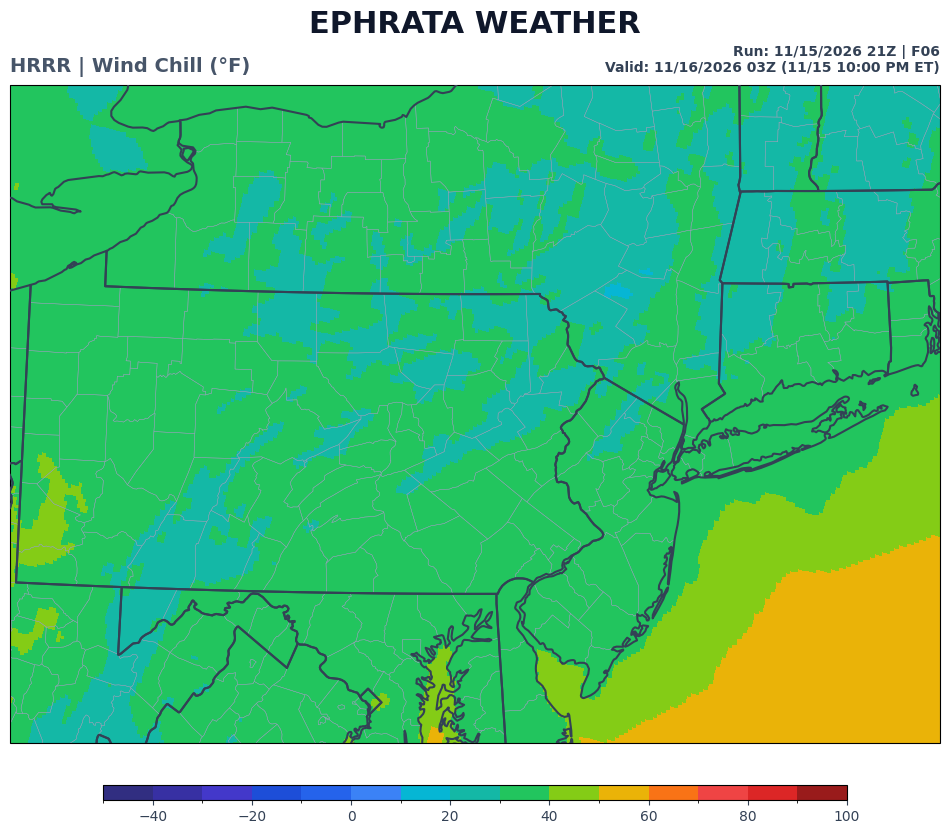 EPHRATA WEATHER
HRRR | Wind Chill (°F)
Run: 11/15/2026 21Z | F06
Valid: 11/16/2026 03Z (11/15 10:00 PM ET)
−40 −20 0 20 40 60 80 100